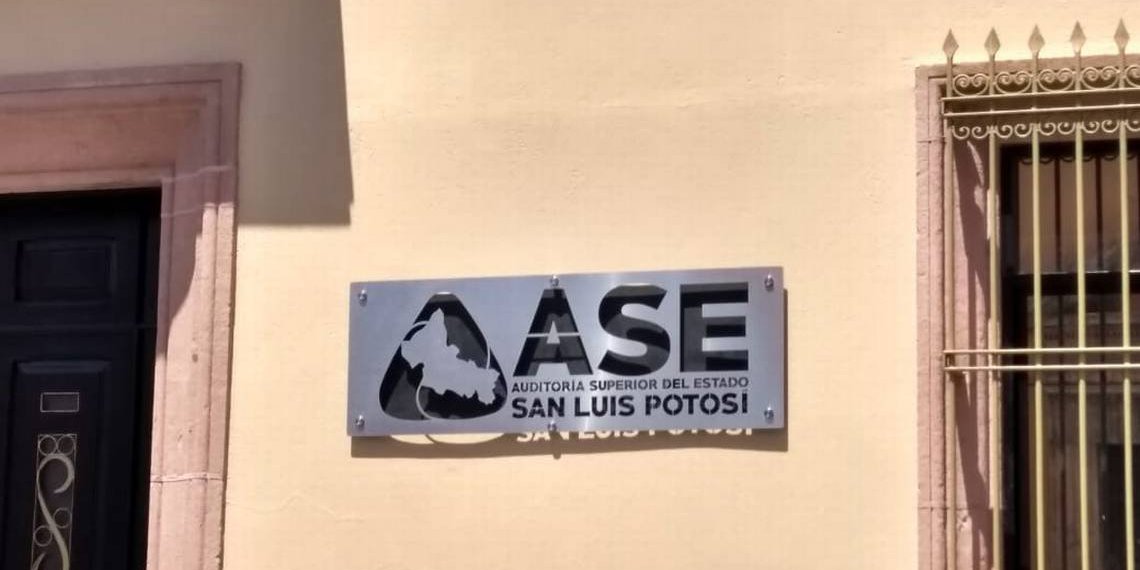 ASE
AUDITORÍA SUPERIOR DEL ESTADO
SAN LUIS POTOSÍ